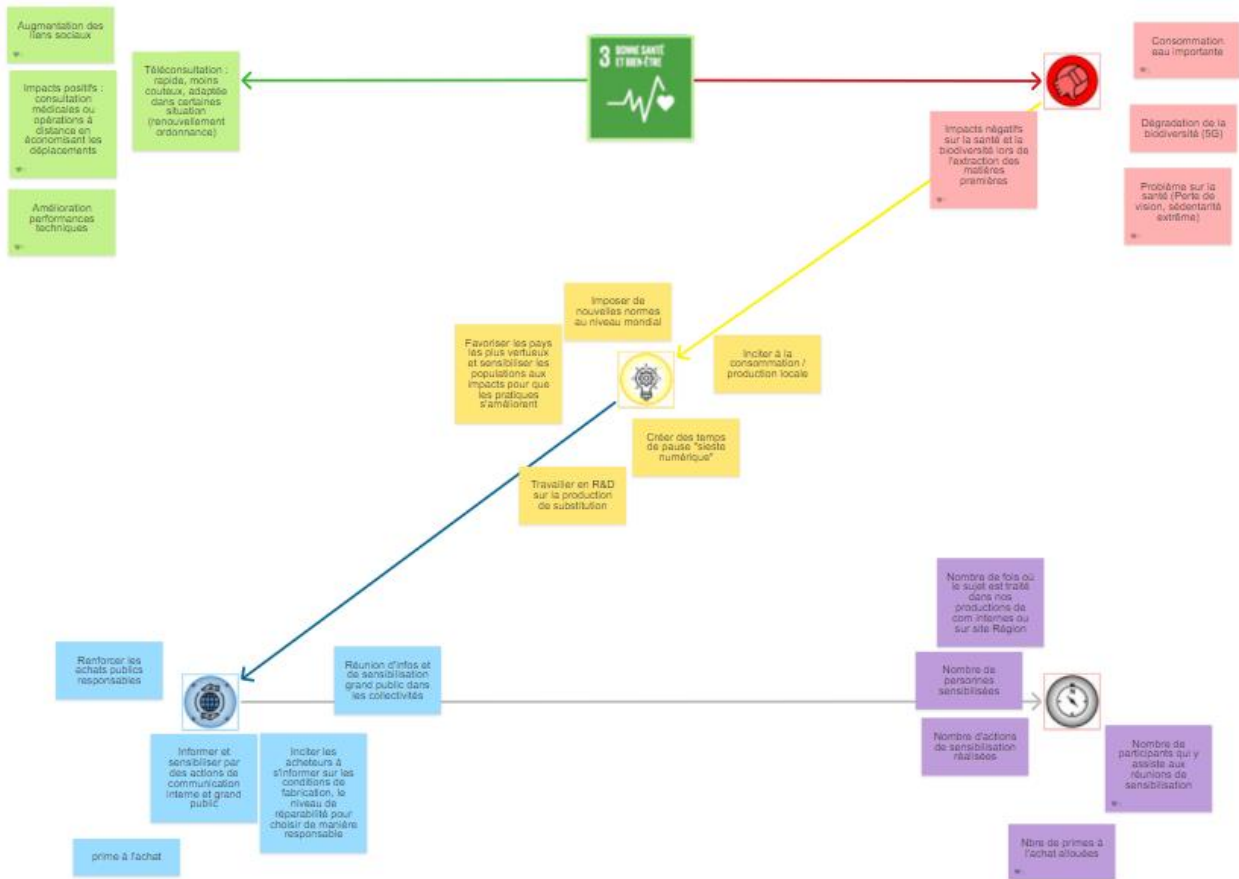 Augmentation des
liens sociaux
Impacts positifs :
consultation
médicales ou
opérations à
distance en
économisant les
déplacements
Amélioration
performances
techniques
Téléconsultation :
rapide, moins
couteux, adaptée
dans certaines
situation
(renouvellement
ordonnance)
3 BONNE SANTÉ
ET BIEN-ÊTRE
Impacts négatifs
sur la santé et la
biodiversité lors de
l'extraction des
matières
premières
Consommation
eau importante
Dégradation de la
biodiversité (5G)
Problème sur la
santé (Perte de
vision, sédentarité
extrême)
Imposer de
nouvelles normes
au niveau mondial
Favoriser les pays
les plus vertueux
et sensibiliser les
populations aux
impacts pour que
les pratiques
s'améliorent
Inciter à la
consommation /
production locale
Créer des temps
de pause "sieste
numérique"
Travailler en R&D
sur la production
de substitution
Renforcer les
achats publics
responsables
Réunion d'infos et
de sensibilisation
grand public dans
les collectivités
Informer et
sensibiliser par
des actions de
communication
interne et grand
public
Inciter les
acheteurs à
s'informer sur les
conditions de
fabrication, le
niveau de
réparabilité pour
choisir de manière
responsable
prime à l'achat
Nombre de fois où
le sujet est traité
dans nos
productions de
com internes ou
sur site Région
Nombre de
personnes
sensibilisées
Nombre d'actions
de sensibilisation
réalisées
Nombre de
participants qui y
assiste aux
réunions de
sensibilisation
Nbre de primes à
l'achat allouées